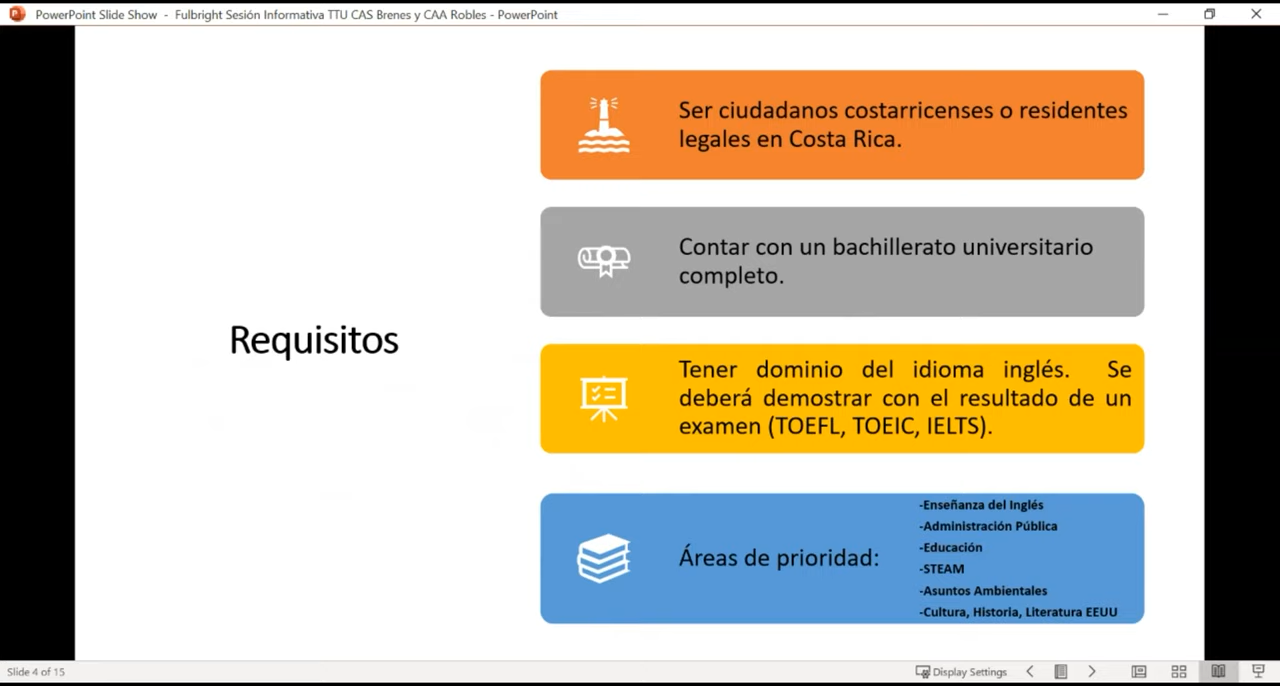 PowerPoint Slide Show - Fulbright Sesión Informativa TTU CAS Brenes y CAA Robles - PowerPoint
Requisitos
Ser ciudadanos costarricenses o residentes
legales en Costa Rica.
Contar con un bachillerato universitario
completo.
Tener dominio del idioma inglés. Se
deberá demostrar con el resultado de un
examen (TOEFL, TOEIC, IELTS).
Áreas de prioridad:
-Enseñanza del Inglés
-Administración Pública
-Educación
-STEAM
-Asuntos Ambientales
-Cultura, Historia, Literatura EEUU
Slide 4 of 15
Display Settings